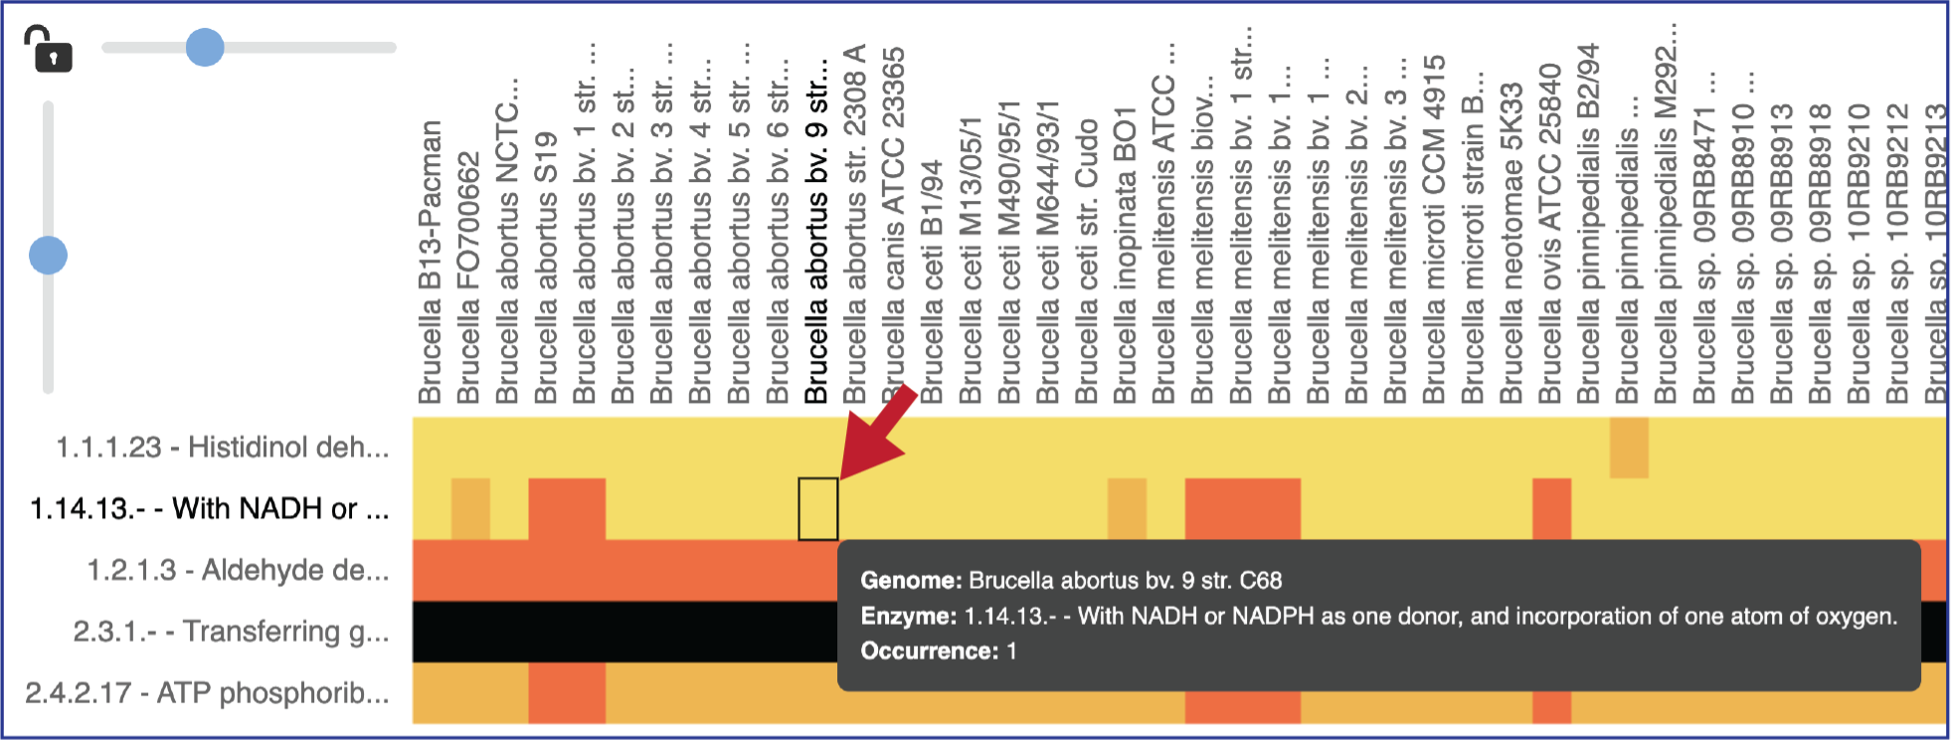 Brucella B13-Pacman
Brucella FO700662
Brucella abortus NCTC...
Brucella abortus S19
Brucella abortus bv. 1 str. ...
Brucella abortus bv. 2 st...
Brucella abortus bv. 3 str. ...
Brucella abortus bv. 4 str...
Brucella abortus bv. 5 str. ...
Brucella abortus bv. 6 str...
Brucella abortus bv. 9 str...
Brucella abortus str. 2308 A
Brucella canis ATCC 23365
Brucella ceti B1/94
Brucella ceti M13/05/1
Brucella ceti M490/95/1
Brucella ceti M644/93/1
Brucella ceti str. Cudo
Brucella inopinata BO1
Brucella melitensis ATCC ...
Brucella melitensis biov...
Brucella melitensis bv. 1 str...
Brucella melitensis bv. 1...
Brucella melitensis bv. 1 ...
Brucella melitensis bv. 2...
Brucella melitensis bv. 3 ...
Brucella microti CCM 4915
Brucella microti strain B...
Brucella neotomae 5K33
Brucella ovis ATCC 25840
Brucella pinnipedialis B2/94
Brucella pinnipedialis ...
Brucella pinnipedialis M292...
Brucella sp. 09RB8471 ...
Brucella sp. 09RB8910 ...
Brucella sp. 09RB8913
Brucella sp. 09RB8918
Brucella sp. 10RB9210
Brucella sp. 10RB9212
Brucella sp. 10RB9213
1.1.1.23 - Histidinol deh...
1.14.13.- - With NADH or ...
1.2.1.3 - Aldehyde de...
2.3.1.- - Transferring g...
2.4.2.17 - ATP phosphorib...
Genome: Brucella abortus bv. 9 str. C68
Enzyme: 1.14.13.- - With NADH or NADPH as one donor, and incorporation of one atom of oxygen.
Occurrence: 1